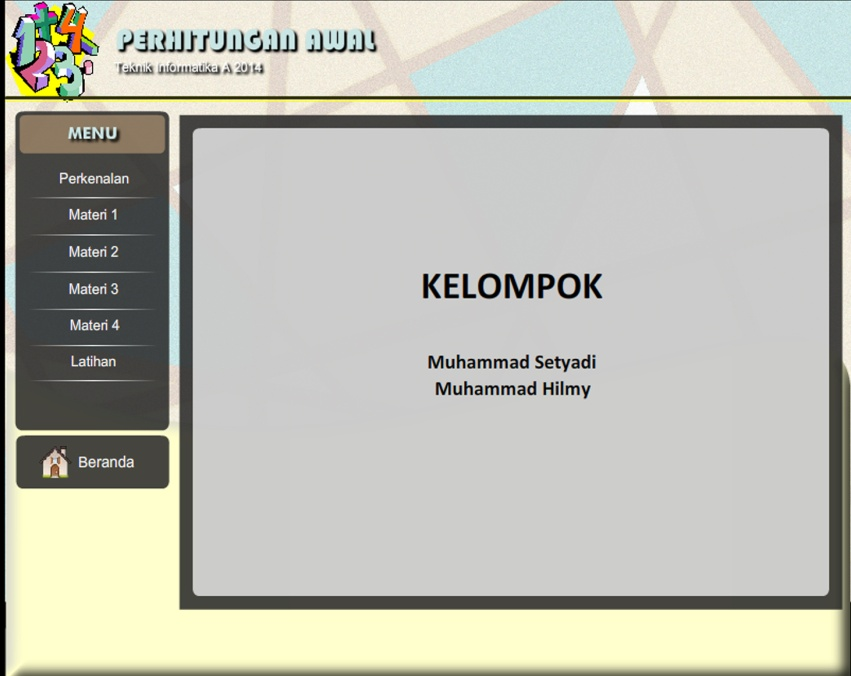 PERHITUNGAN AWAL
Teknik Informatika A 2014
MENU
Perkenalan
Materi 1
Materi 2
Materi 3
Materi 4
Latihan
Beranda
KELOMPOK
Muhammad Setyadi
Muhammad Hilmy